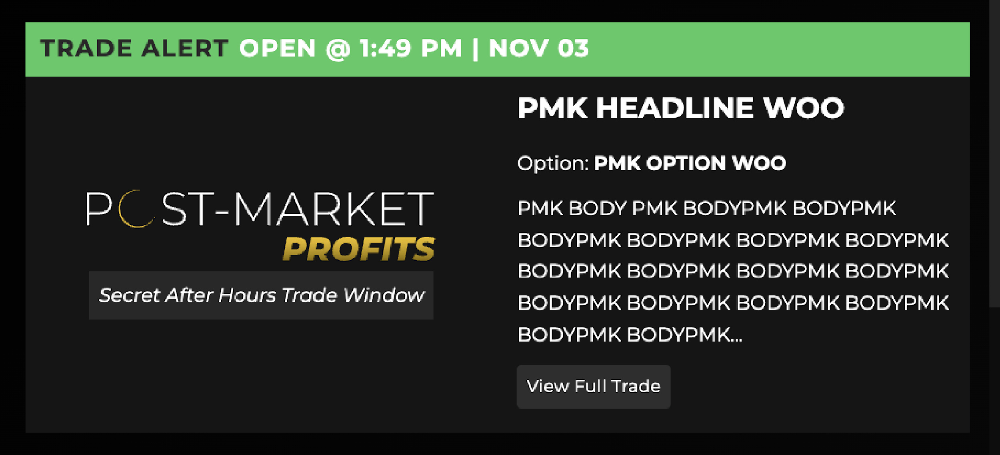 TRADE ALERT OPEN @ 1:49 PM | NOV 03
POST-MARKET
PROFITS
Secret After Hours Trade Window
PMK HEADLINE WOO
Option: PMK OPTION WOO
PMK BODY PMK BODYPMK BODYPMK
BODYPMK BODYPMK BODYPMK BODYPMK
BODYPMK BODYPMK BODYPMK BODYPMK
BODYPMK BODYPMK BODYPMK BODYPMK
BODYPMK BODYPMK...
View Full Trade